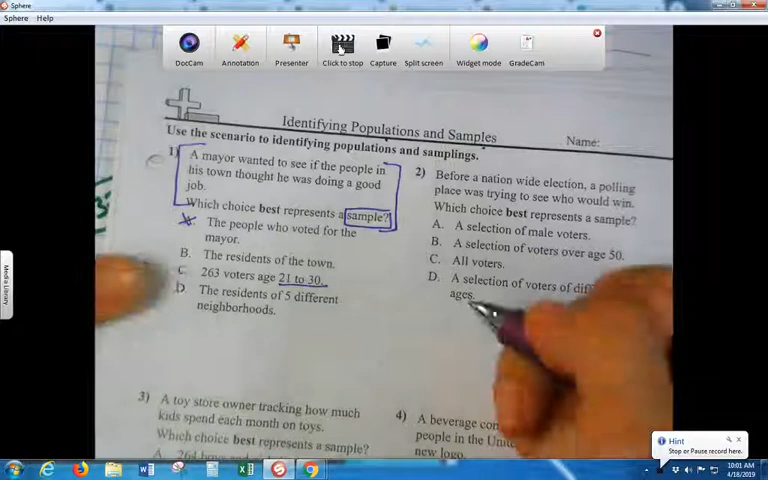 Sphere
Sphere Help
DocCam
Annotation
Presenter
Click to stop
Capture
Split screen
Widget mode
GradeCam
Identifying Populations and Samples
Name:
Use the scenario to identifying populations and samplings.
1) A mayor wanted to see if the people in
his town thought he was doing a good
job.
Which choice best represents a sample?
The people who voted for the
mayor.
B. The residents of the town.
C. 263 voters age 21 to 30.
D. The residents of 5 different
neighborhoods.
2) Before a nation wide election, a polling
place was trying to see who would win.
Which choice best represents a sample?
A. A selection of male voters.
B. A selection of voters over age 50.
C. All voters.
D. A selection of voters of diff
ages.
3) A toy store owner tracking how much
kids spend each month on toys.
Which choice best represents a sample?
A. 264
4) A beverage com
people in the Unite
new logo.
Media Library
Hint
Stop or Pause record here.
10:01 AM
4/18/2019